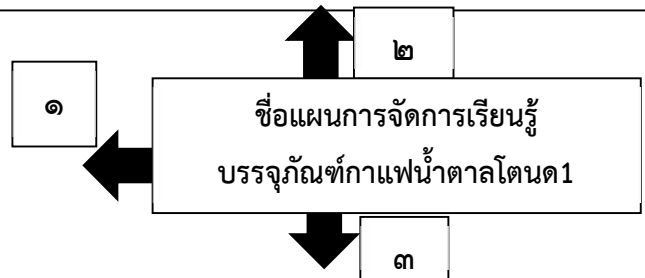 ๒
๑
ชื่อแผนการจัดการเรียนรู้
บรรจุภัณฑ์กาแฟน้ำตาลโตนด1
๓